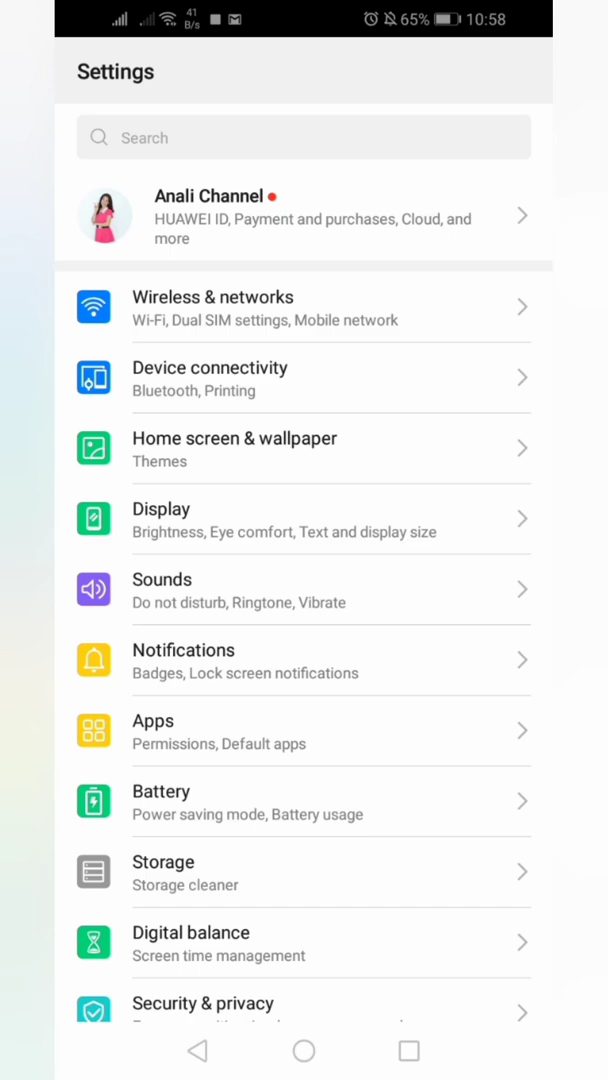 41
B/s
65%
10:58
Settings
Search
Anali Channel
HUAWEI ID, Payment and purchases, Cloud, and
more
Wireless & networks
Wi-Fi, Dual SIM settings, Mobile network
Device connectivity
Bluetooth, Printing
Home screen & wallpaper
Themes
Display
Brightness, Eye comfort, Text and display size
Sounds
Do not disturb, Ringtone, Vibrate
Notifications
Badges, Lock screen notifications
Apps
Permissions, Default apps
Battery
Power saving mode, Battery usage
Storage
Storage cleaner
Digital balance
Screen time management
Security & privacy